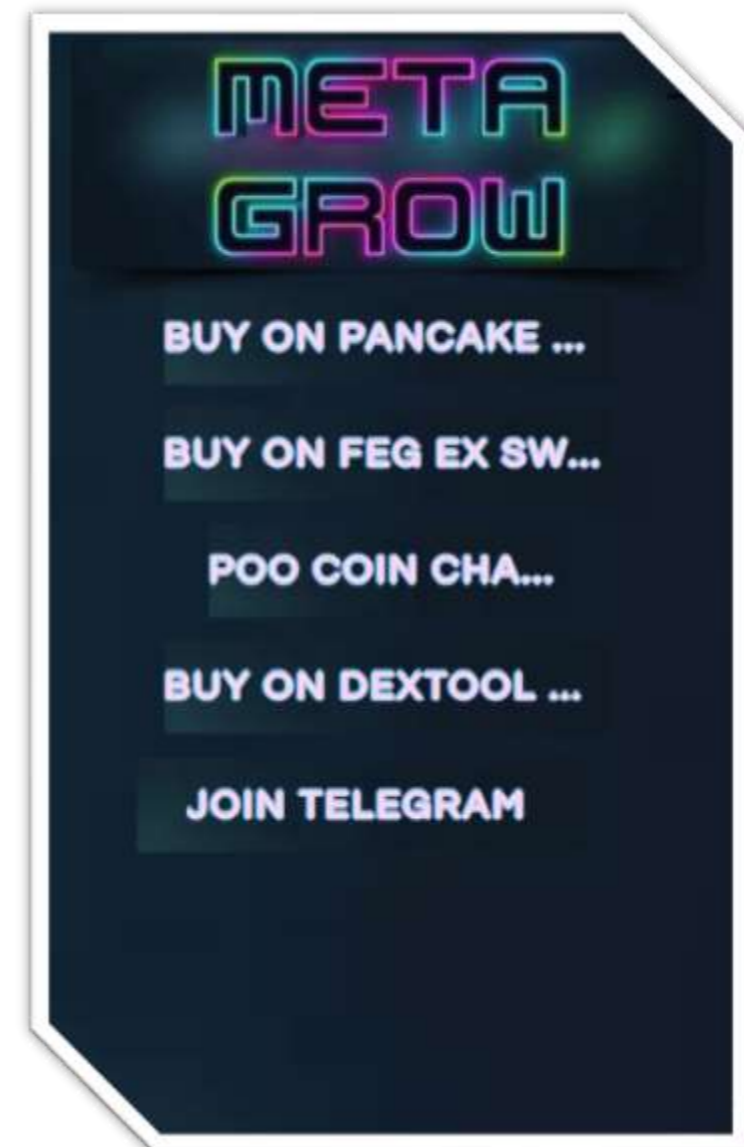 META
GROW
BUY ON PANCAKE ...
BUY ON FEG EX SW...
POO COIN CHA...
BUY ON DEXTOOL ...
JOIN TELEGRAM